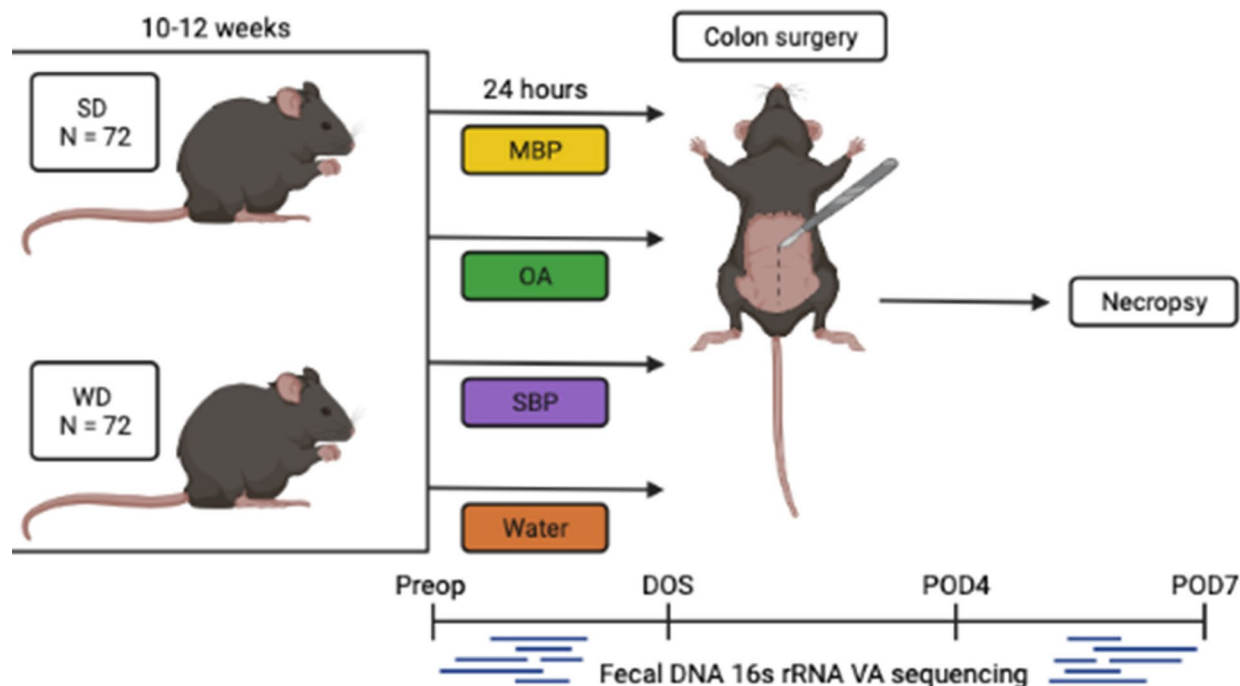 10-12 weeks
SD
N = 72
WD
N = 72
24 hours
MBP
OA
SBP
Water
Colon surgery
Necropsy
Preop
DOS
POD4
POD7
Fecal DNA 16s rRNA VA sequencing